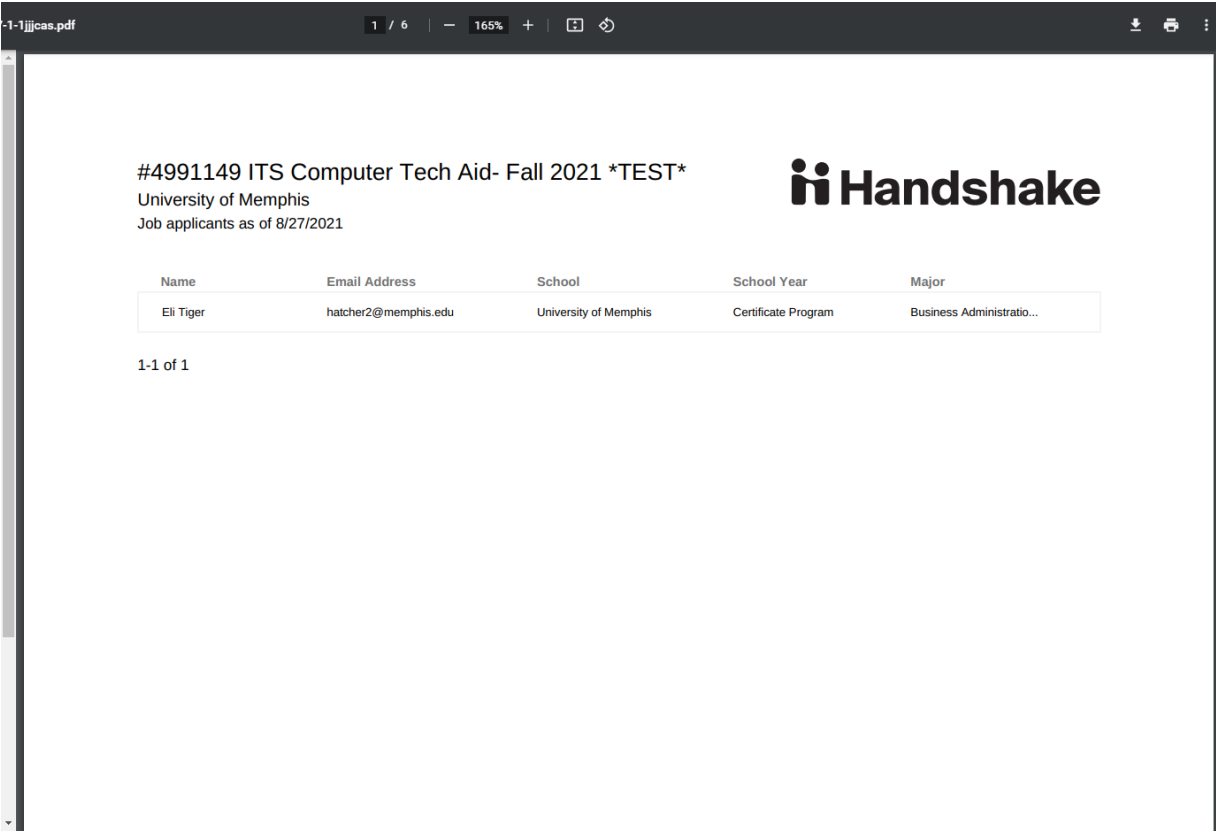 -1-1jjjcas.pdf 1 / 6 165%
#4991149 ITS Computer Tech Aid- Fall 2021 *TEST*
University of Memphis
Job applicants as of 8/27/2021
Handshake
Name Email Address School School Year Major
Eli Tiger hatcher2@memphis.edu University of Memphis Certificate Program Business Administratio...
1-1 of 1